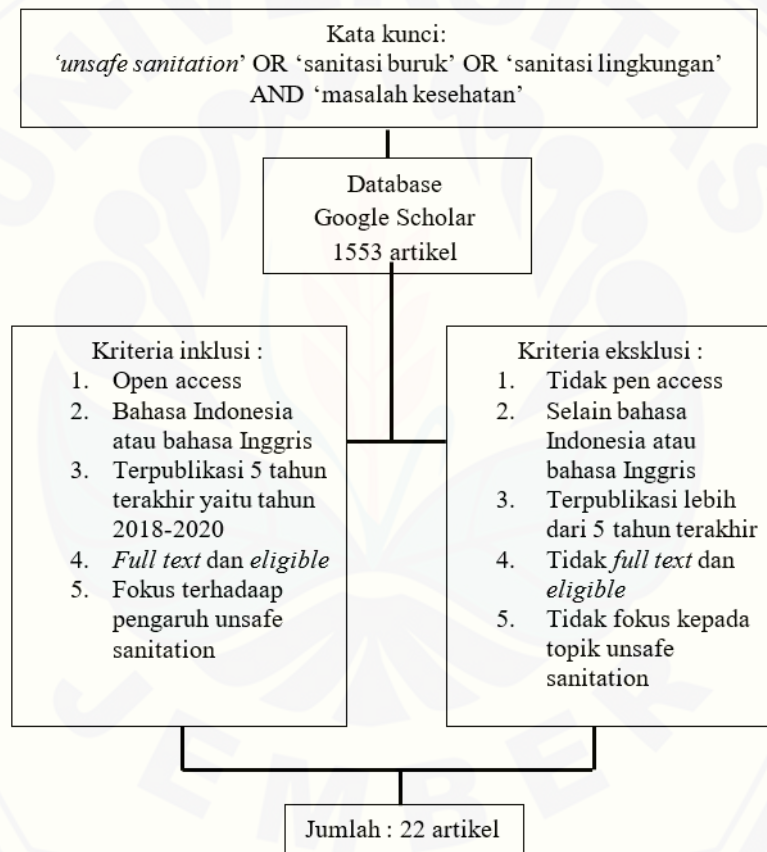 UNIVERSITAS
Kata kunci:
‘unsafe sanitation’ OR ‘sanitasi buruk’ OR ‘sanitasi lingkungan’
AND ‘masalah kesehatan’
Database
Google Scholar
1553 artikel
Kriteria inklusi :
1. Open access
2. Bahasa Indonesia
atau bahasa Inggris
3. Terpublikasi 5 tahun
terakhir yaitu tahun
2018-2020
4. Full text dan eligible
5. Fokus terhadaap
pengaruh unsafe
sanitation
Kriteria eksklusi :
1. Tidak pen access
2. Selain bahasa
Indonesia atau
bahasa Inggris
3. Terpublikasi lebih
dari 5 tahun terakhir
4. Tidak full text dan
eligible
5. Tidak fokus kepada
topik unsafe
sanitation
JEMBER
Jumlah : 22 artikel